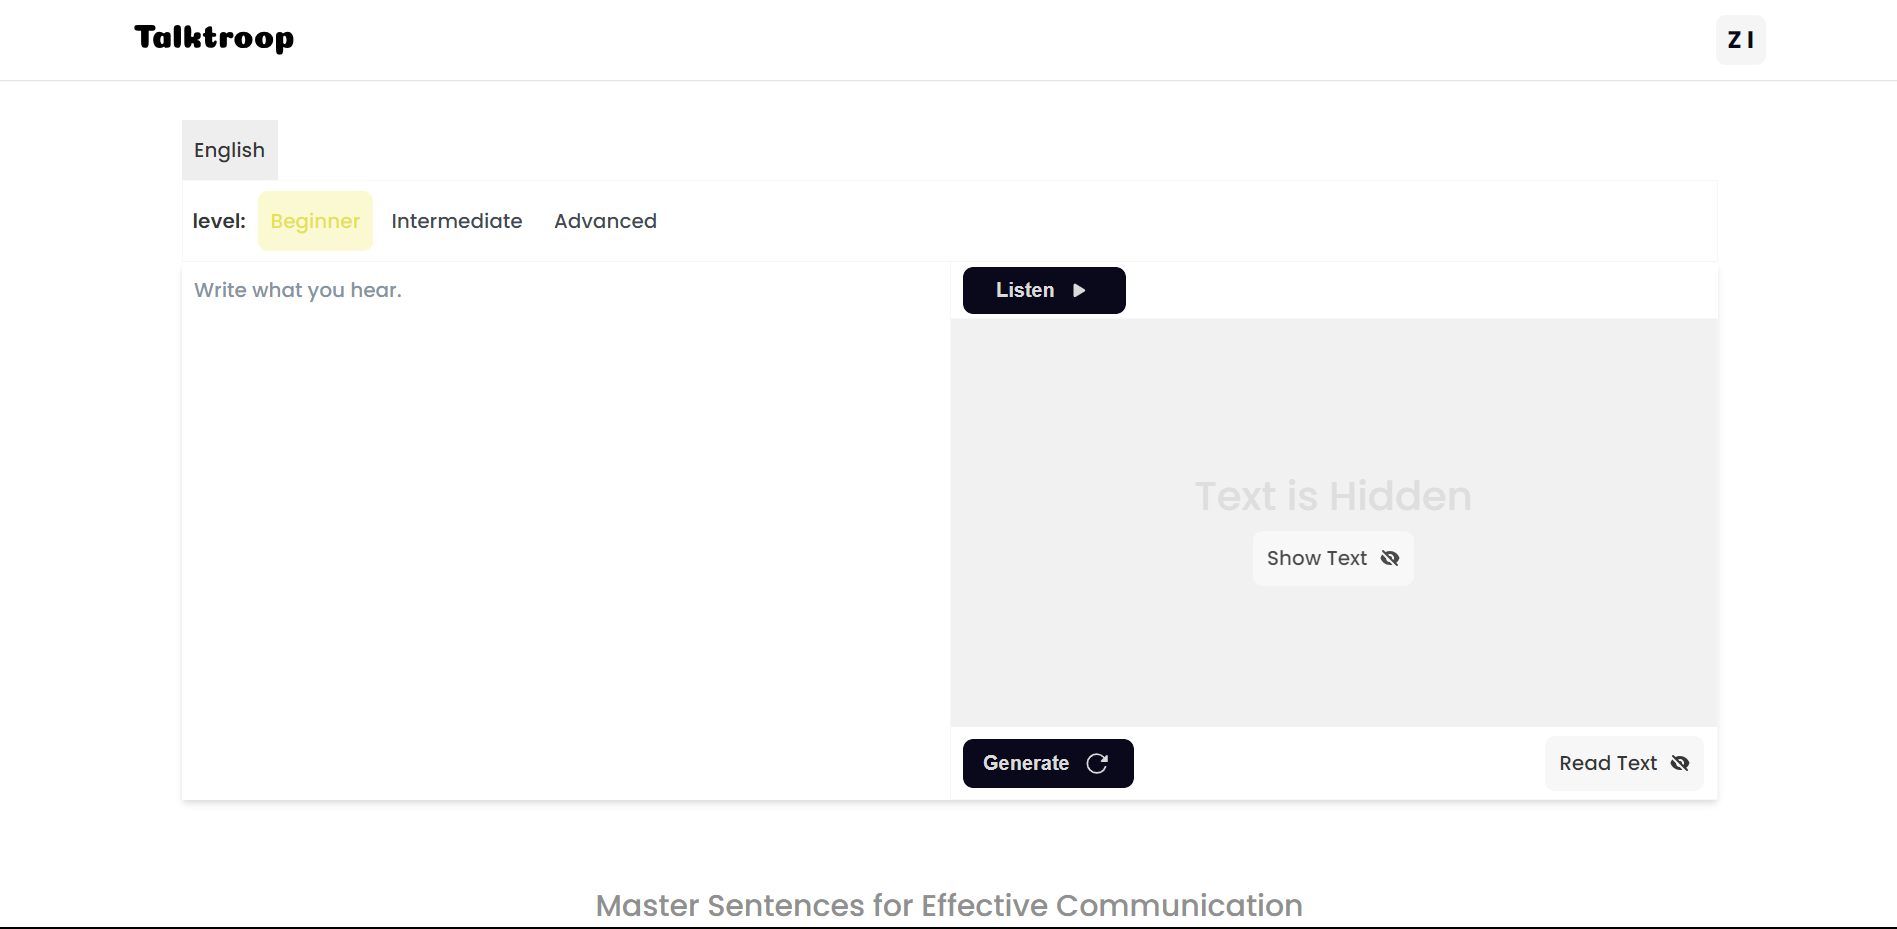 Talktroop
Z I
English
level: Beginner Intermediate Advanced
Write what you hear.
Listen
Text is Hidden
Show Text
Generate
Read Text
Master Sentences for Effective Communication